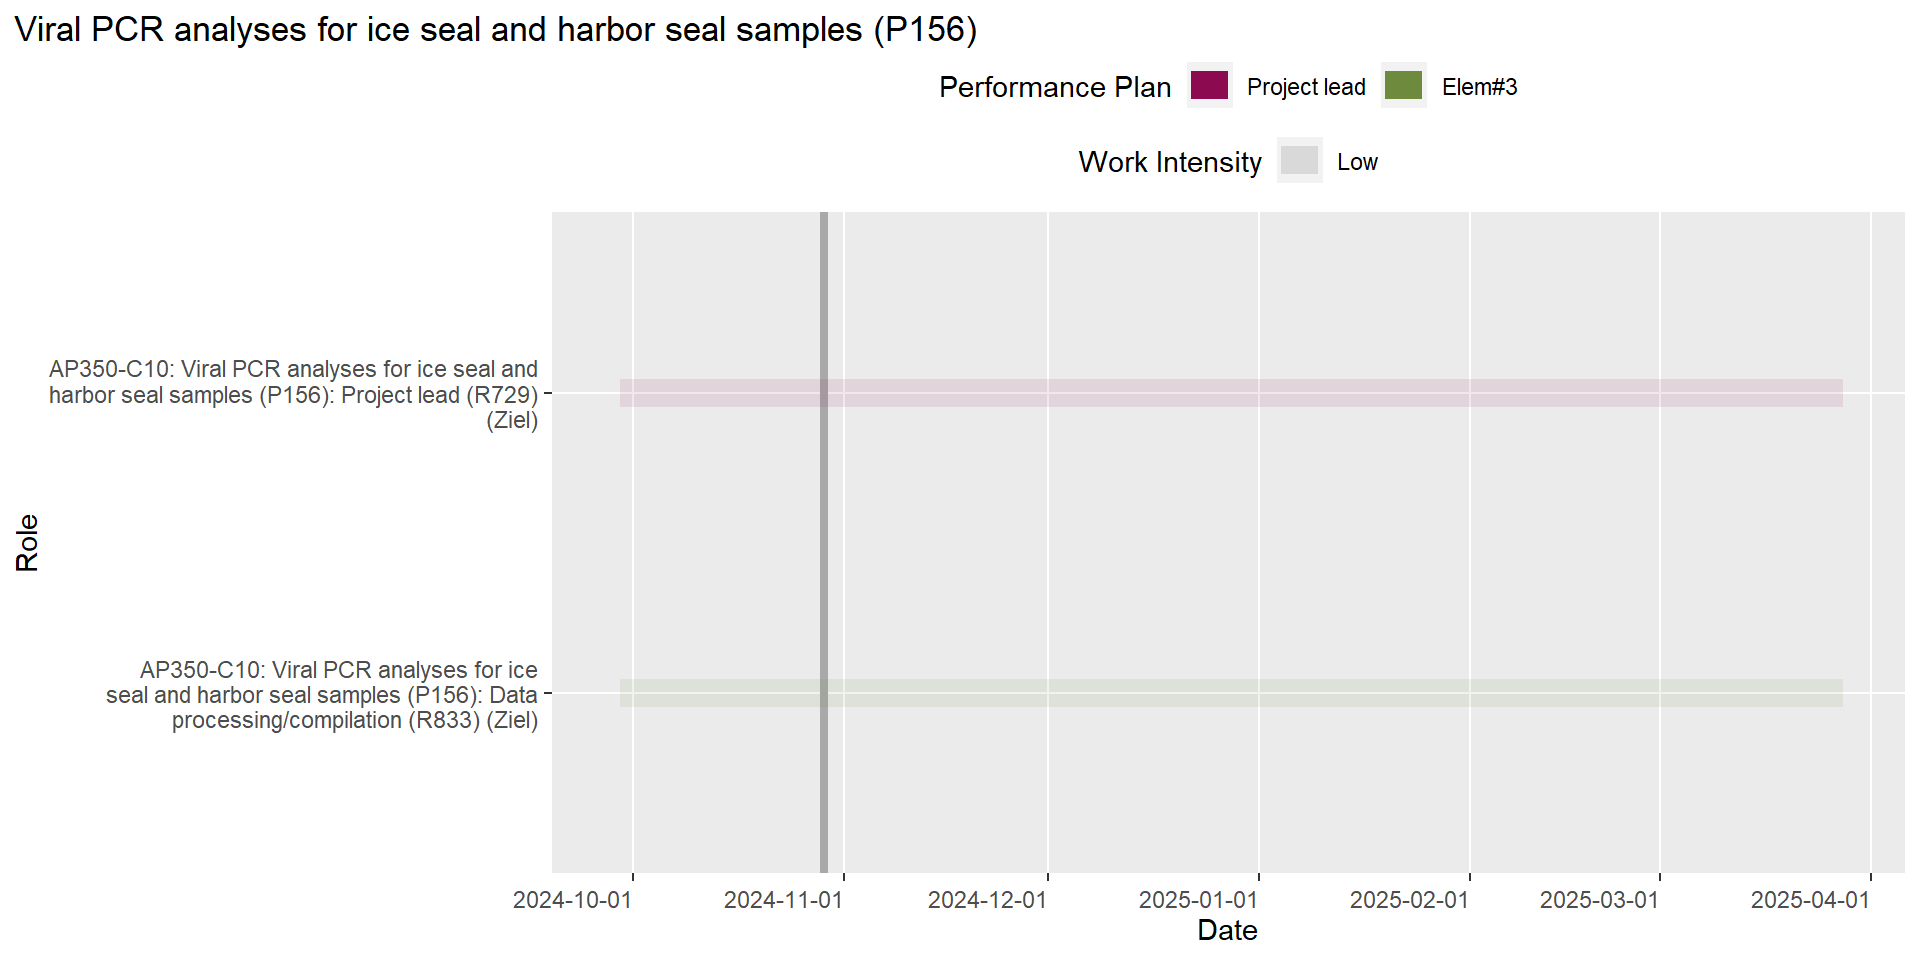 Viral PCR analyses for ice seal and harbor seal samples (P156)
Performance Plan Project lead Elem#3
Work Intensity Low
AP350-C10: Viral PCR analyses for ice seal and
harbor seal samples (P156): Project lead (R729)
(Ziel)
Role
AP350-C10: Viral PCR analyses for ice
seal and harbor seal samples (P156): Data
processing/compilation (R833) (Ziel)
2024-10-01 2024-11-01 2024-12-01 2025-01-01 2025-02-01 2025-03-01 2025-04-01
Date